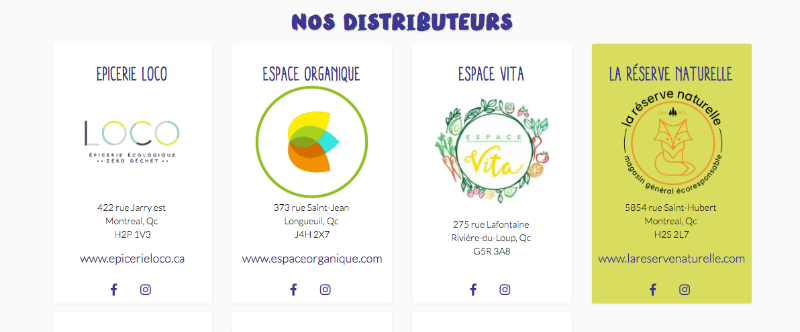 NOS DISTRIBUTEURS
EPICERIE LOCO
LOCO
ÉPICERIE ÉCOLOGIQUE
ZÉRO DÉCHET
422 rue Jarry est
Montreal, Qc
H2P 1V3
www.epicerieloco.ca
ESPACE ORGANIQUE
373 rue Saint-Jean
Longueuil, Qc
J4H 2X7
www.espaceorganique.com
ESPACE VITA
ESPACE
Vita
275 rue Lafontaine
Rivière-du-Loup, Qc
G5R 3A8
LA RÉSERVE NATURELLE
la réserve naturelle
magasin général écoresponsable
5854 rue Saint-Hubert
Montreal, Qc
H2S 2L7
www.lareservenaturelle.com